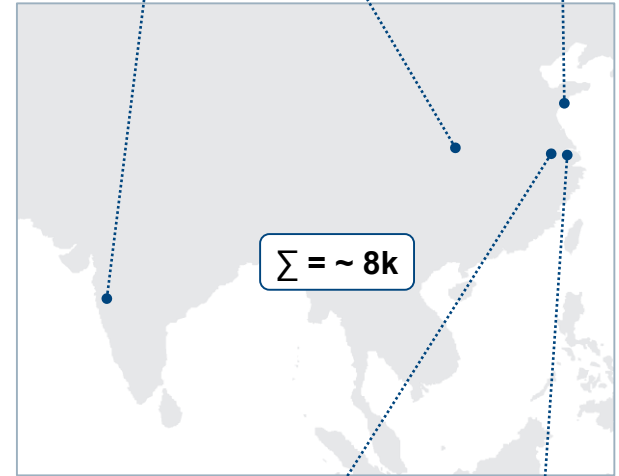 ∑ = ~ 8k